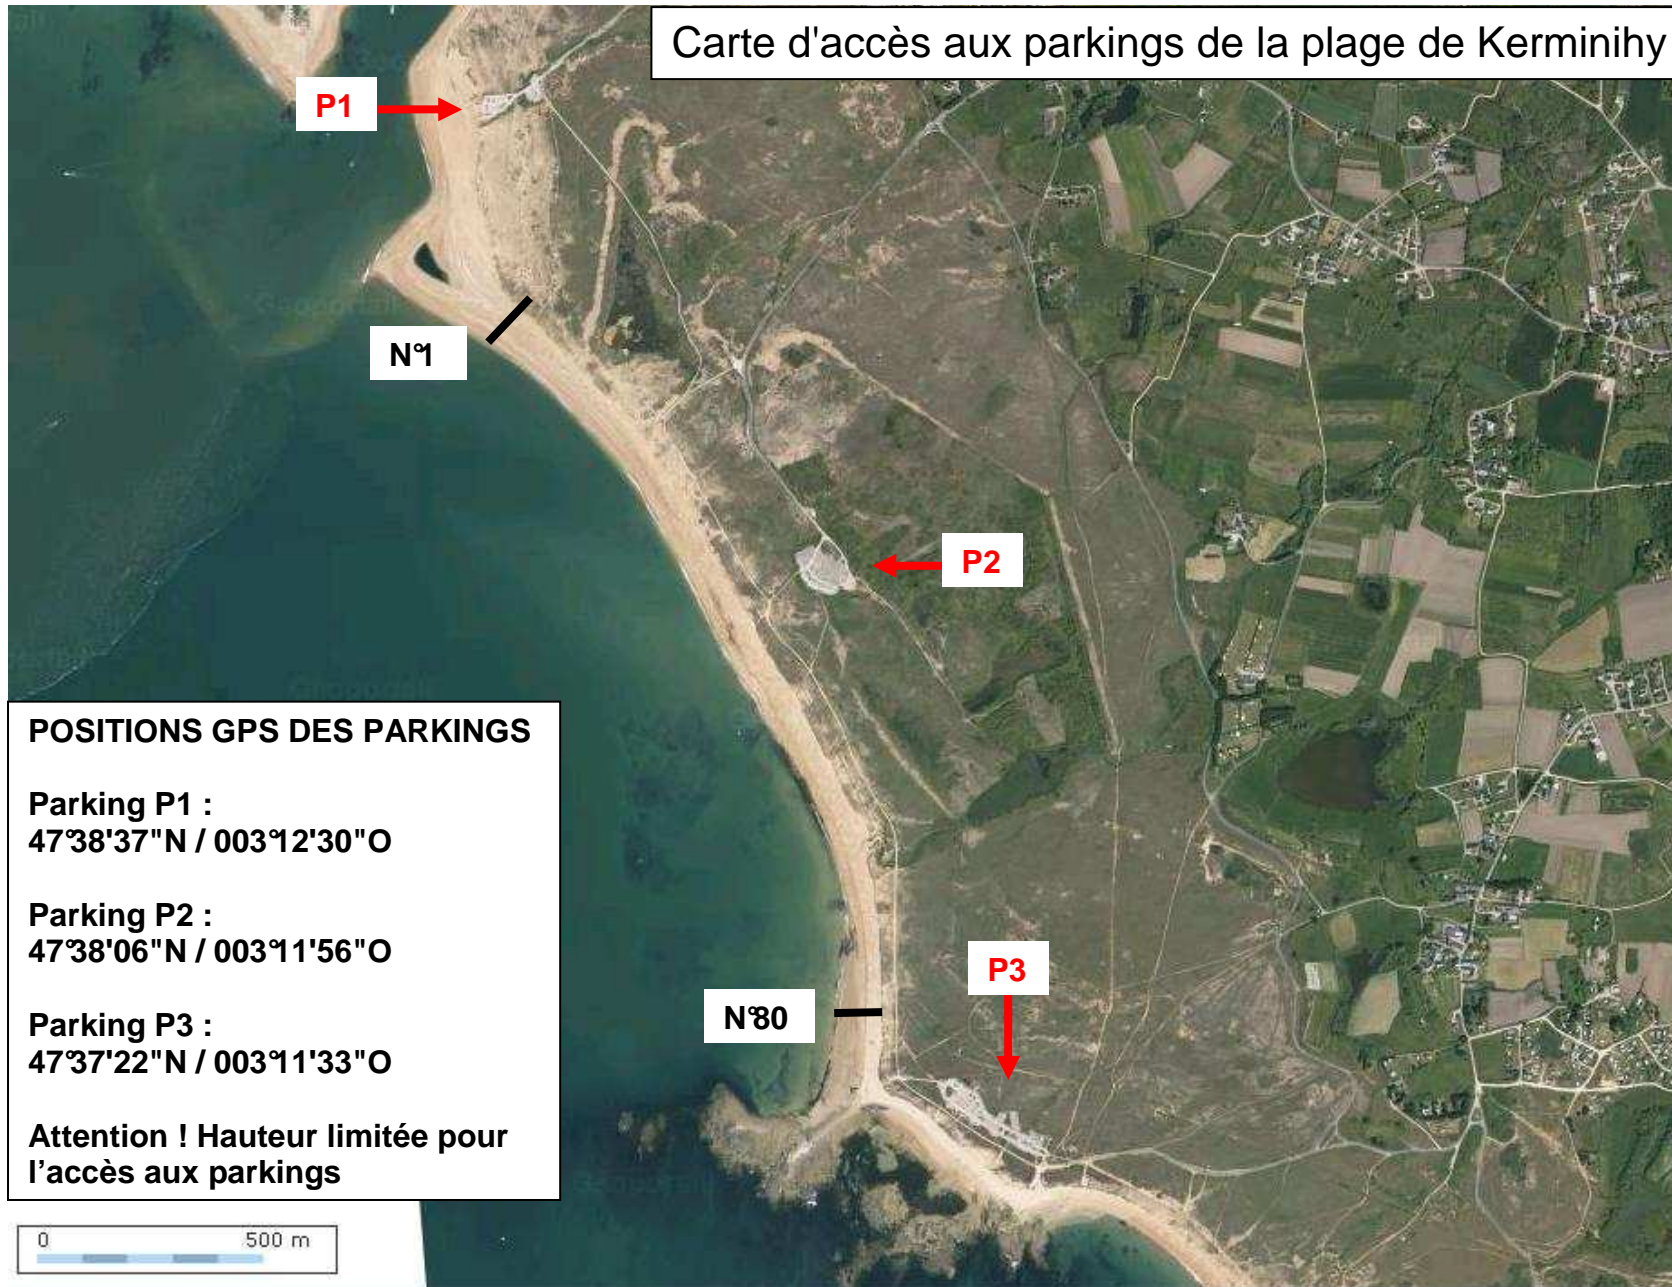 Carte d'accès aux parkings de la plage de Kerminihy
P1
N°1
P2
POSITIONS GPS DES PARKINGS
Parking P1 :
47°38'37"N / 003°12'30"O
Parking P2 :
47°38'06"N / 003°11'56"O
Parking P3 :
47°37'22"N / 003°11'33"O
Attention ! Hauteur limitée pour
l'accès aux parkings
P3
N°80
0 500 m